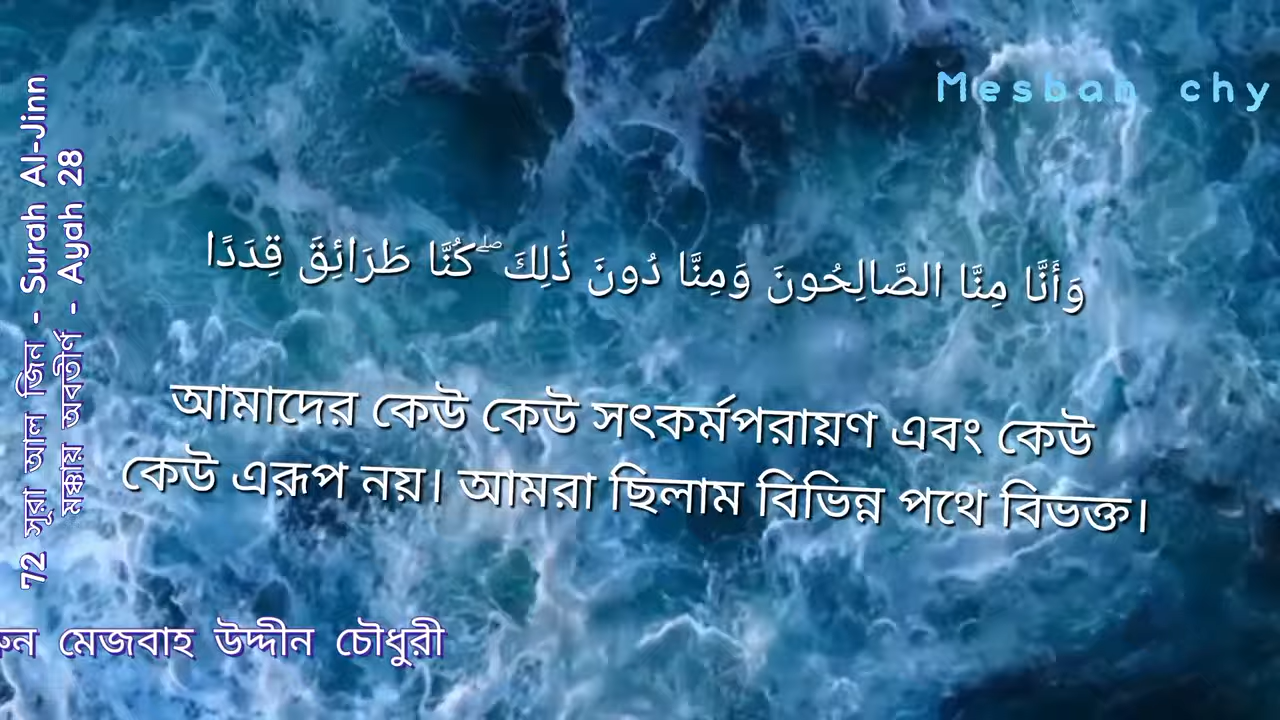 Mesbah chy
72 সূরা আল জিন - Surah Al-Jinn
মক্কায় অবতীর্ণ - Ayah 28
وَأَنَّا مِنَّا الصَّالِحُونَ وَمِنَّا دُونَ ذَٰلِكَ ۖ كُنَّا طَرَائِقَ قِدَدًا
আমাদের কেউ কেউ সৎকর্মপরায়ণ এবং কেউ
কেউ এরূপ নয়। আমরা ছিলাম বিভিন্ন পথে বিভক্ত।
মেজবাহ উদ্দীন চৌধুরী